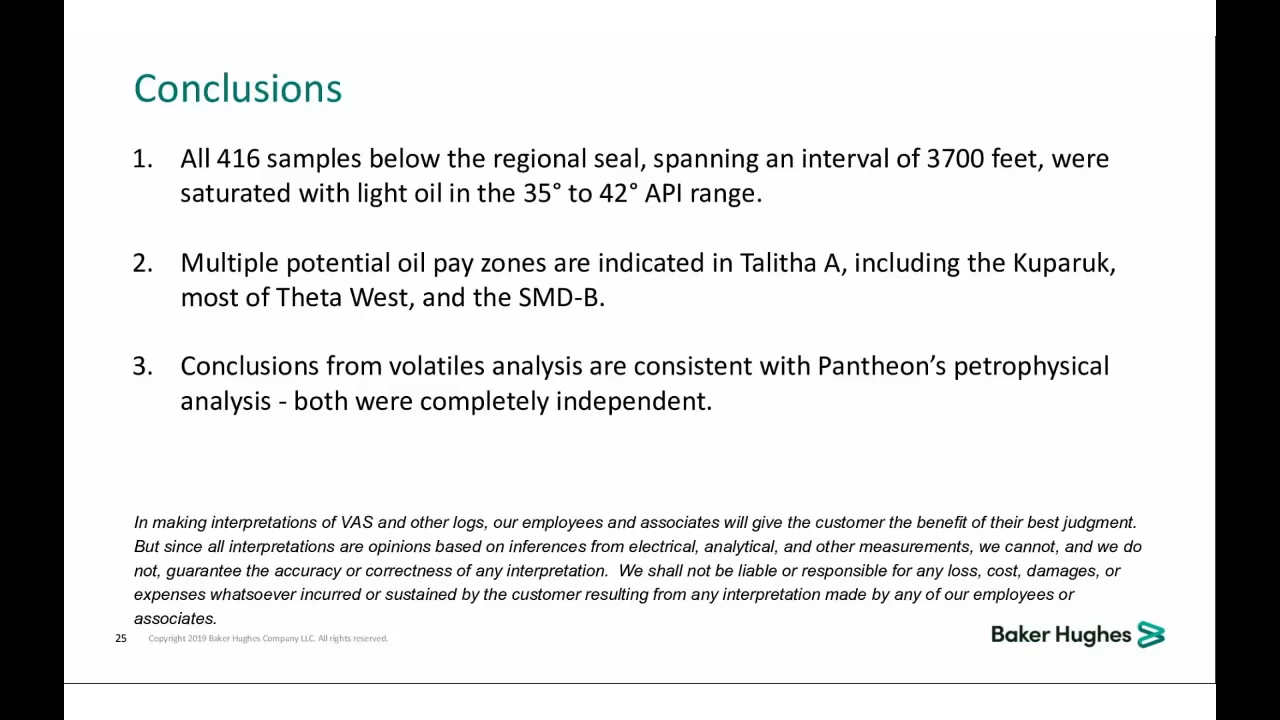 Conclusions
1. All 416 samples below the regional seal, spanning an interval of 3700 feet, were
saturated with light oil in the 35° to 42° API range.
2. Multiple potential oil pay zones are indicated in Talitha A, including the Kuparuk,
most of Theta West, and the SMD-B.
3. Conclusions from volatiles analysis are consistent with Pantheon’s petrophysical
analysis - both were completely independent.
In making interpretations of VAS and other logs, our employees and associates will give the customer the benefit of their best judgment.
But since all interpretations are opinions based on inferences from electrical, analytical, and other measurements, we cannot, and we do
not, guarantee the accuracy or correctness of any interpretation.  We shall not be liable or responsible for any loss, cost, damages, or
expenses whatsoever incurred or sustained by the customer resulting from any interpretation made by any of our employees or
associates.
25 Copyright 2019 Baker Hughes Company LLC. All rights reserved.
Baker Hughes